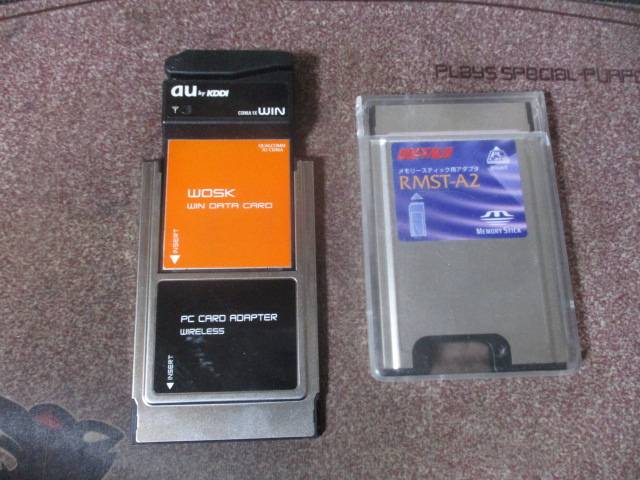 au by KDDI
CDMA 1X WIN
QUALCOMM
3G CDMA
W05K
WIN DATA CARD
INSERT
PC CARD ADAPTER
WIRELESS
INSERT
PLAYS SPECIAL-PURP
BUFFALO
メモリースティック用アダプタ
RMST-A2
MEMORY STICK